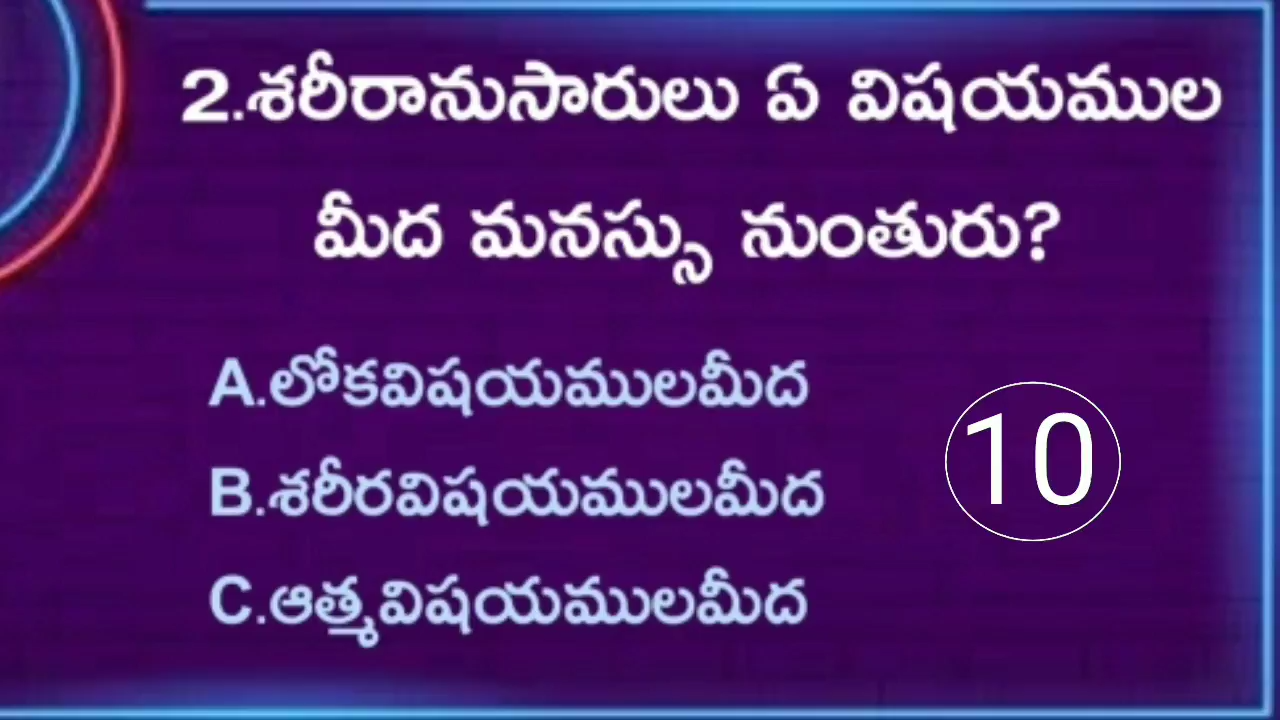 2.శరీరానుసారులు ఏ విషయముల
మీద మనస్సు నుంతురు?
A.లోకవిషయములమీద
B.శరీరవిషయములమీద
10
C.ఆత్మవిషయములమీద